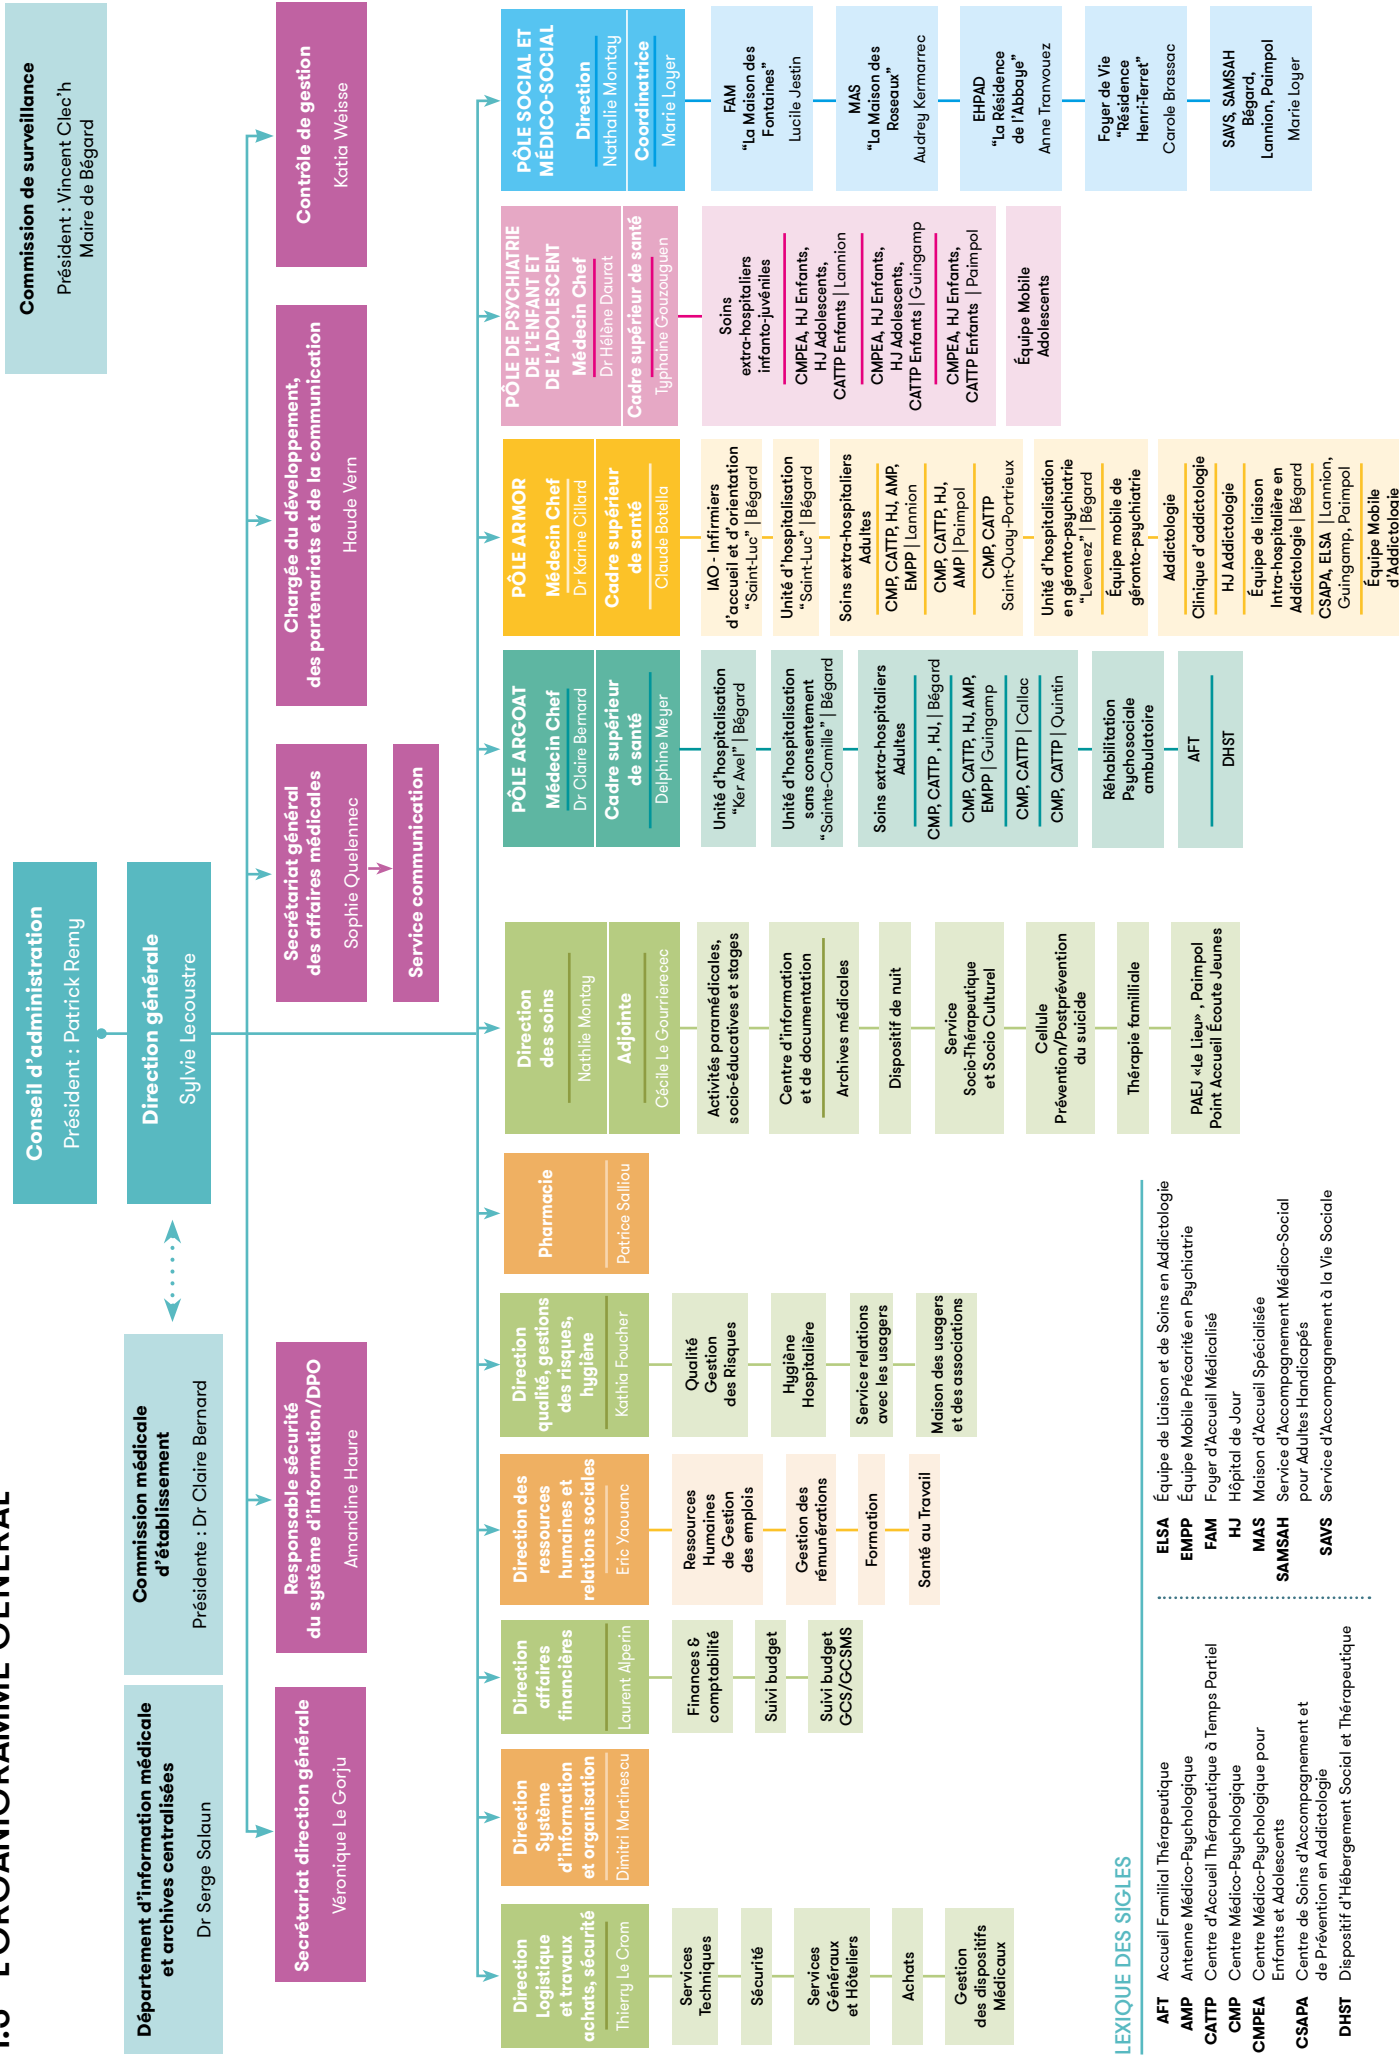 L'ORGANIGRAMME GÉNÉRAL
Commission de surveillance
Président : Vincent Clec'h
Maire de Bégard
Conseil d'administration
Président : Patrick Remy
Direction générale
Sylvie Lecoustre
Commission médicale
d'établissement
Présidente : Dr Claire Bernard
Département d'information médicale
et archives centralisées
Dr Serge Salaun
Secrétariat direction générale
Véronique Le Gorju
Responsable sécurité
du système d'information/DPO
Amandine Haure
Secrétariat général
des affaires médicales
Sophie Quelennec
Service communication
Chargée du développement,
des partenariats et de la communication
Haude Vern
Contrôle de gestion
Katia Weisse
Direction
Logistique
et travaux
achats, sécurité
Thierry Le Crom
Services
Techniques
Sécurité
Services
Généraux
et Hôteliers
Achats
Gestion
des dispositifs
Médicaux
Direction
Système
d'information
et organisation
Dimitri Martinescu
Direction
affaires
financières
Laurent Alperin
Finances &
comptabilité
Suivi budget
Suivi budget
GCS/GCSMS
Direction des
ressources
humaines et
relation sociales
Eric Yaouanc
Ressources
Humaines
de Gestion
des emplois
Gestion des
rémunérations
Formation
Santé au Travail
Direction
qualité, gestions
des risques,
hygiène
Kathia Foucher
Qualité
Gestion
des Risques
Hygiène
Hospitalière
Service relations
avec les usagers
Maison des usagers
et des associations
Pharmacie
Patrice Salliou
Direction
des soins
Nathlie Montay
Adjointe
Cécile Le Gourrierecec
Activités paramédicales,
socio-éducatives et stages
Centre d'information
et de documentation
Archives médicales
Dispositif de nuit
Service
Socio-Thérapeutique
et Socio Culturel
Cellule
Prévention/Postprévention
du suicide
Thérapie familliale
PAEJ «Le Lieu» , Paimpol
Point Accueil Écoute Jeunes
PÔLE ARGOAT
Médecin Chef
Dr Claire Bernard
Cadre supérieur
de santé
Delphine Meyer
Unité d'hospitalisation
"Ker Avel" | Bégard
Unité d'hospitalisation
sans consentement
"Sainte-Camille" | Bégard
Soins extra-hospitaliers
Adultes
CMP, CATTP , HJ, | Bégard
CMP, CATTP, HJ, AMP,
EMPP | Guingamp
CMP, CATTP | Callac
CMP, CATTP | Quintin
Réhabilitation
Psychosociale
ambulatoire
AFT
DHST
PÔLE ARMOR
Médecin Chef
Dr Karine Cillard
Cadre supérieur
de santé
Claude Botella
IAO - Infirmiers
d'accueil et d'orientation
"Saint-Luc" | Bégard
Unité d'hospitalisation
"Saint-Luc" | Bégard
Soins extra-hospitaliers
Adultes
CMP, CATTP, HJ, AMP,
EMPP | Lannion
CMP, CATTP, HJ,
AMP | Paimpol
CMP, CATTP
Saint-Quay-Portrieux
Unité d'hospitalisation
en géronto-psychiatrie
"Levenez" | Bégard
Équipe mobile de
géronto-psychiatrie
Addictologie
Clinique d'addictologie
HJ Addictologie
Équipe de liaison
Intra-hospitalière en
Addictologie | Bégard
CSAPA, ELSA | Lannion,
Guingamp, Paimpol
Équipe Mobile
d'Addictologie
PÔLE DE PSYCHIATRIE
DE L'ENFANT ET
DE L'ADOLESCENT
Médecin Chef
Dr Hélène Daurat
Cadre supérieur de santé
Typhaine Gouzouguen
Soins
extra-hospitaliers
infanto-juvéniles
CMPEA, HJ Enfants,
HJ Adolescents,
CATTP Enfants | Lannion
CMPEA, HJ Enfants,
HJ Adolescents,
CATTP Enfants | Guingamp
CMPEA, HJ Enfants,
CATTP Enfants | Paimpol
Équipe Mobile
Adolescents
PÔLE SOCIAL ET
MÉDICO-SOCIAL
Direction
Nathalie Montay
Coordinatrice
Marie Loyer
FAM
"La Maison des
Fontaines"
Lucile Jestin
MAS
"La Maison des
Roseaux"
Audrey Kermarrec
EHPAD
"La Résidence
de l'Abbaye"
Anne Tranvouez
Foyer de Vie
"Résidence
Henri-Terret"
Carole Brassac
SAVS, SAMSAH
Bégard,
Lannion, Paimpol
Marie Loyer
LEXIQUE DES SIGLES
AFT Accueil Familial Thérapeutique
AMP Antenne Médico-Psychologique
CATTP Centre d'Accueil Thérapeutique à Temps Partiel
CMP Centre Médico-Psychologique
CMPEA Centre Médico-Psychologique pour
Enfants et Adolescents
CSAPA Centre de Soins d'Accompagnement et
de Prévention en Addictologie
DHST Dispositif d'Hébergement Social et Thérapeutique
ELSA Équipe de Liaison et de Soins en Addictologie
EMPP Équipe Mobile Précarité en Psychiatrie
FAM Foyer d'Accueil Médicalisé
HJ Hôpital de Jour
MAS Maison d'Accueil Spécialisée
SAMSAH Service d'Accompagnement Médico-Social
pour Adultes Handicapés
SAVS Service d'Accompagnement à la Vie Sociale